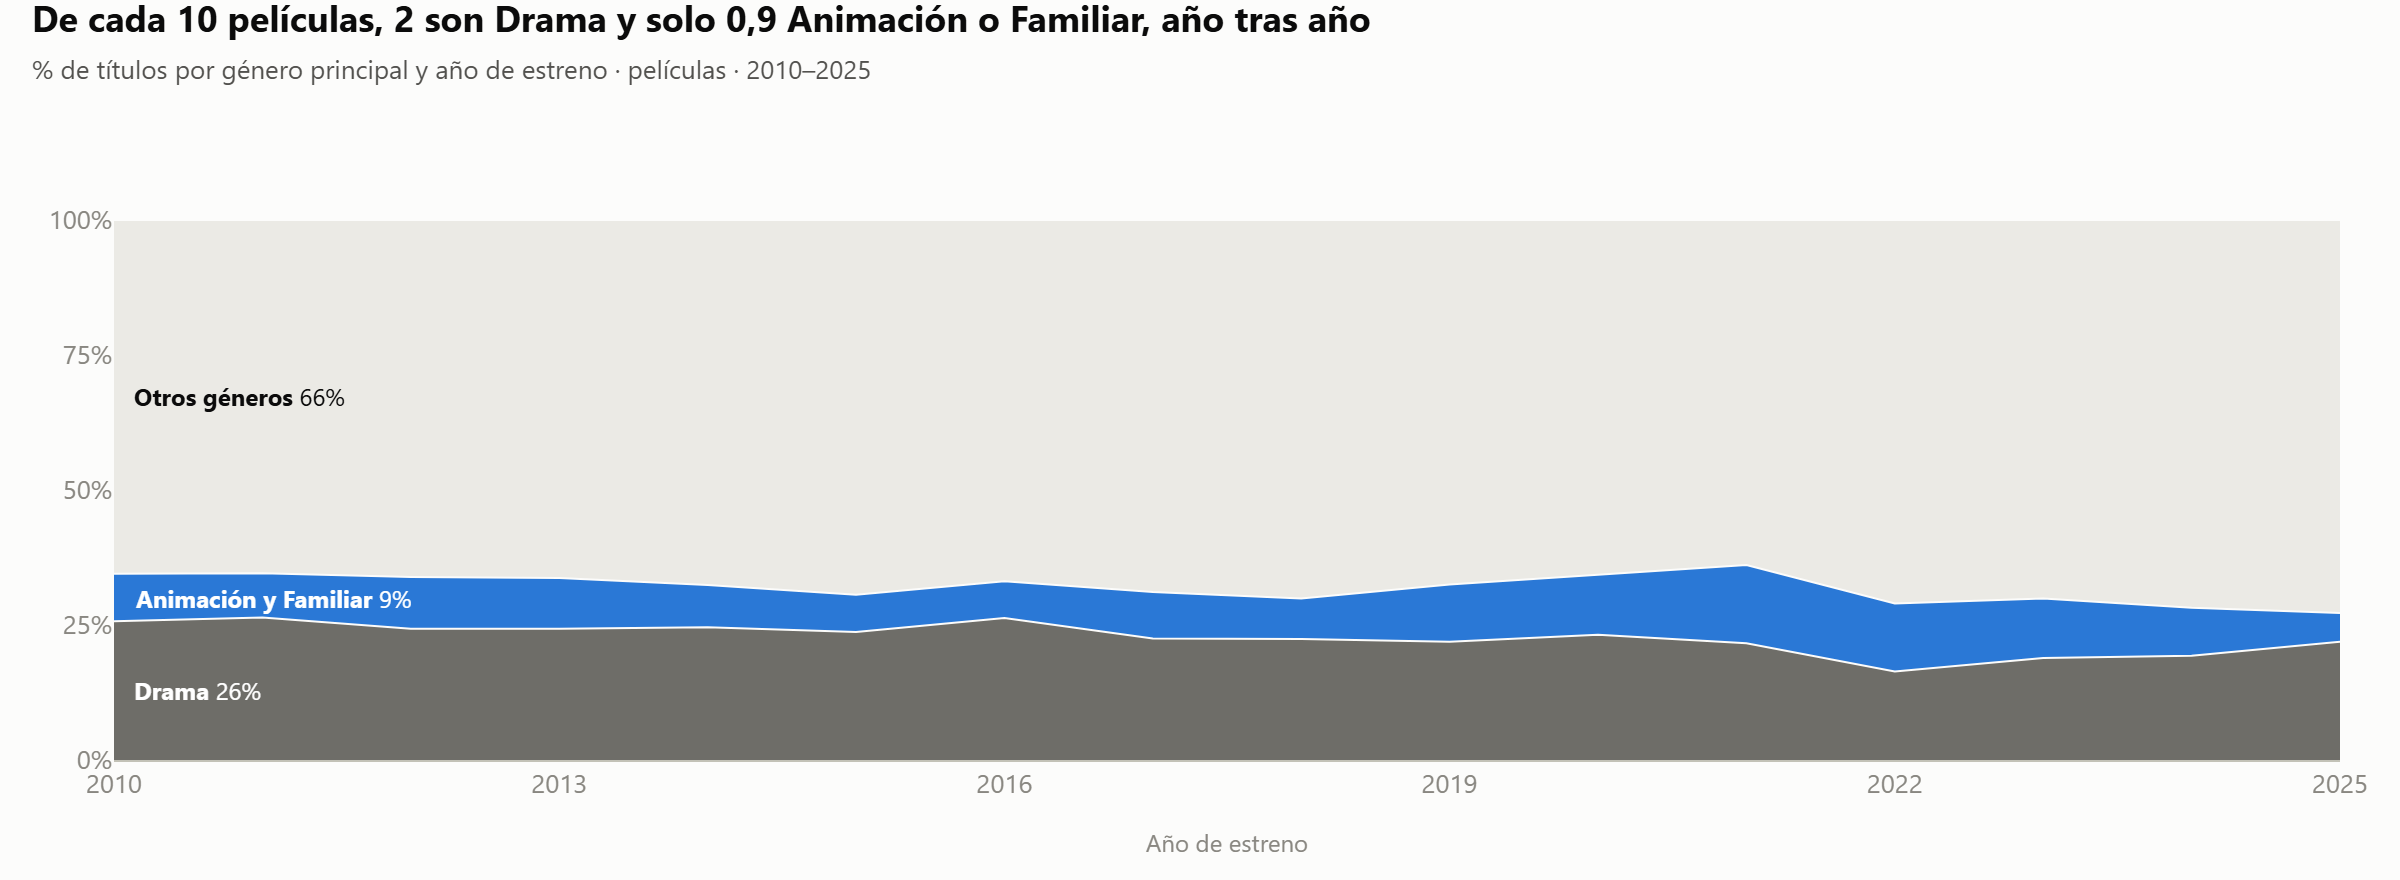 De cada 10 películas, 2 son Drama y solo 0,9 Animación o Familiar, año tras año
% de títulos por género principal y año de estreno · películas · 2010–2025
100%
75%
Otros géneros 66%
50%
Animación y Familiar 9%
25%
Drama 26%
0%
2010 2013 2016 2019 2022 2025
Año de estreno